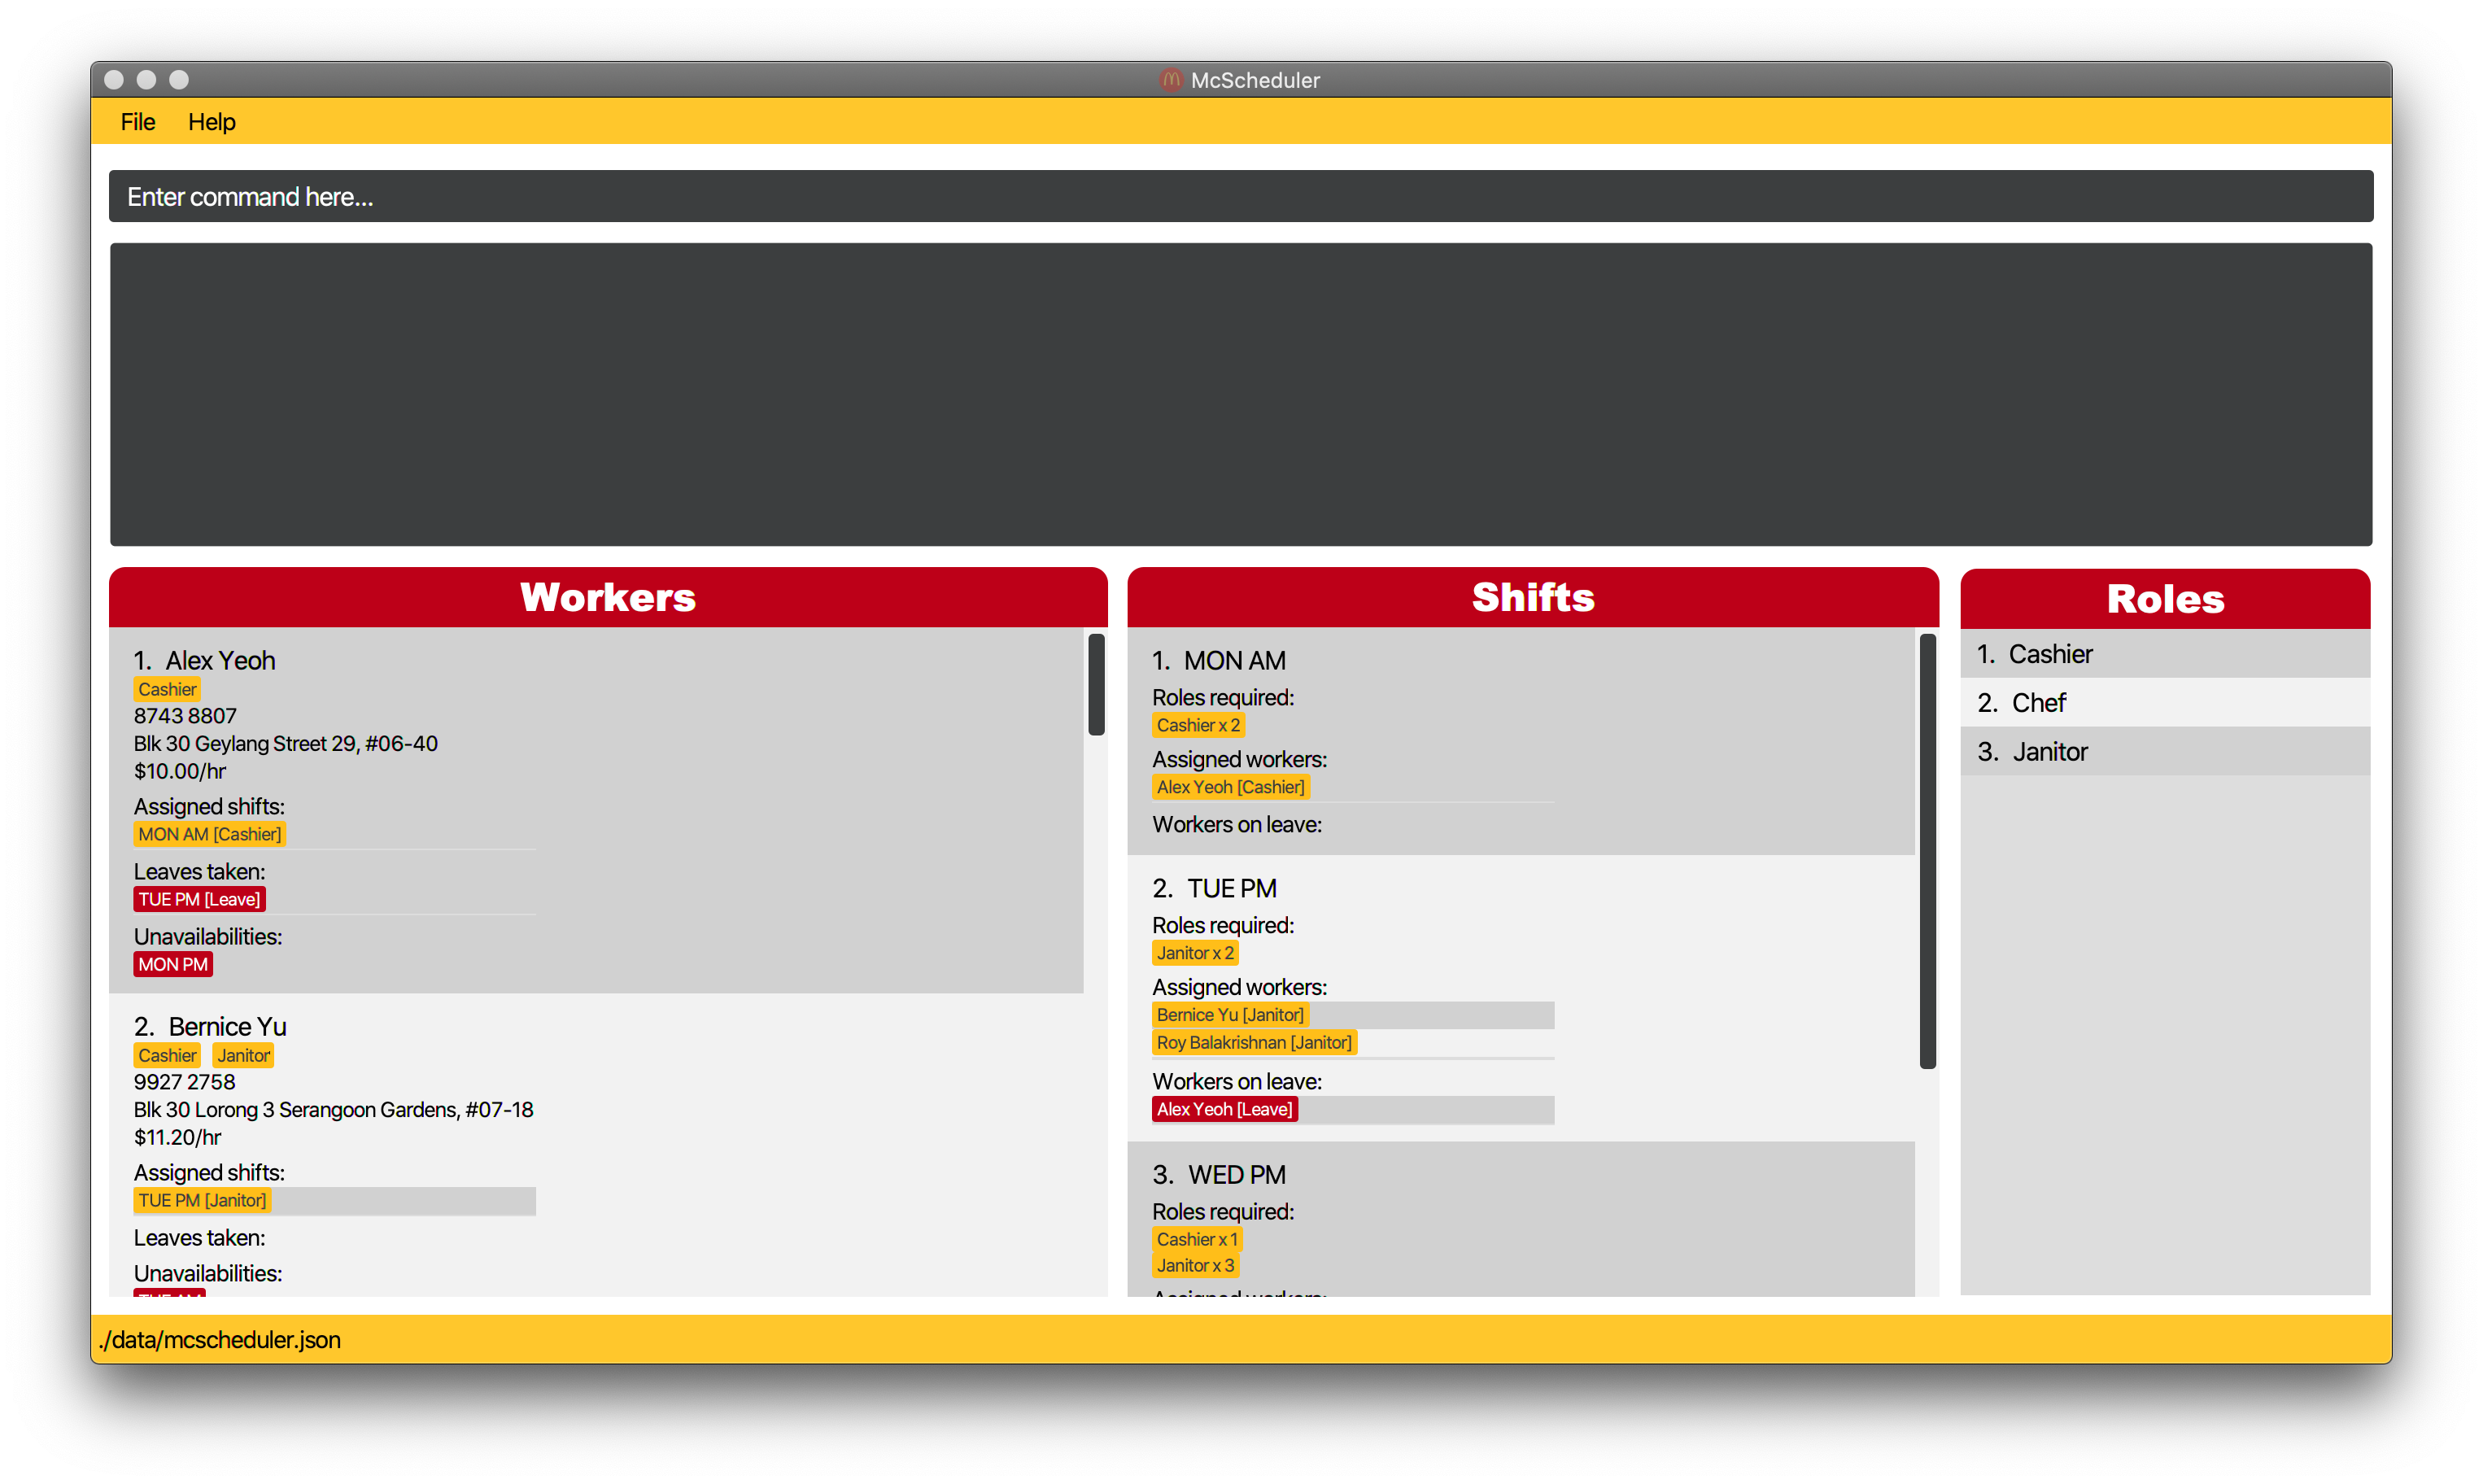 McScheduler
File Help
Enter command here...
Workers
1. Alex Yeoh
Cashier
8743 8807
Blk 30 Geylang Street 29, #06-40
$10.00/hr
Assigned shifts:
MON AM [Cashier]
Leaves taken:
TUE PM [Leave]
Unavailabilities:
MON PM
2. Bernice Yu
Cashier Janitor
9927 2758
Blk 30 Lorong 3 Serangoon Gardens, #07-18
$11.20/hr
Assigned shifts:
TUE PM [Janitor]
Leaves taken:
Unavailabilities:
TUE AM
Shifts
1. MON AM
Roles required:
Cashier x 2
Assigned workers:
Alex Yeoh [Cashier]
Workers on leave:
2. TUE PM
Roles required:
Janitor x 2
Assigned workers:
Bernice Yu [Janitor]
Roy Balakrishnan [Janitor]
Workers on leave:
Alex Yeoh [Leave]
3. WED PM
Roles required:
Cashier x 1
Janitor x 3
Assigned workers:
Roles
1. Cashier
2. Chef
3. Janitor
./data/mcscheduler.json